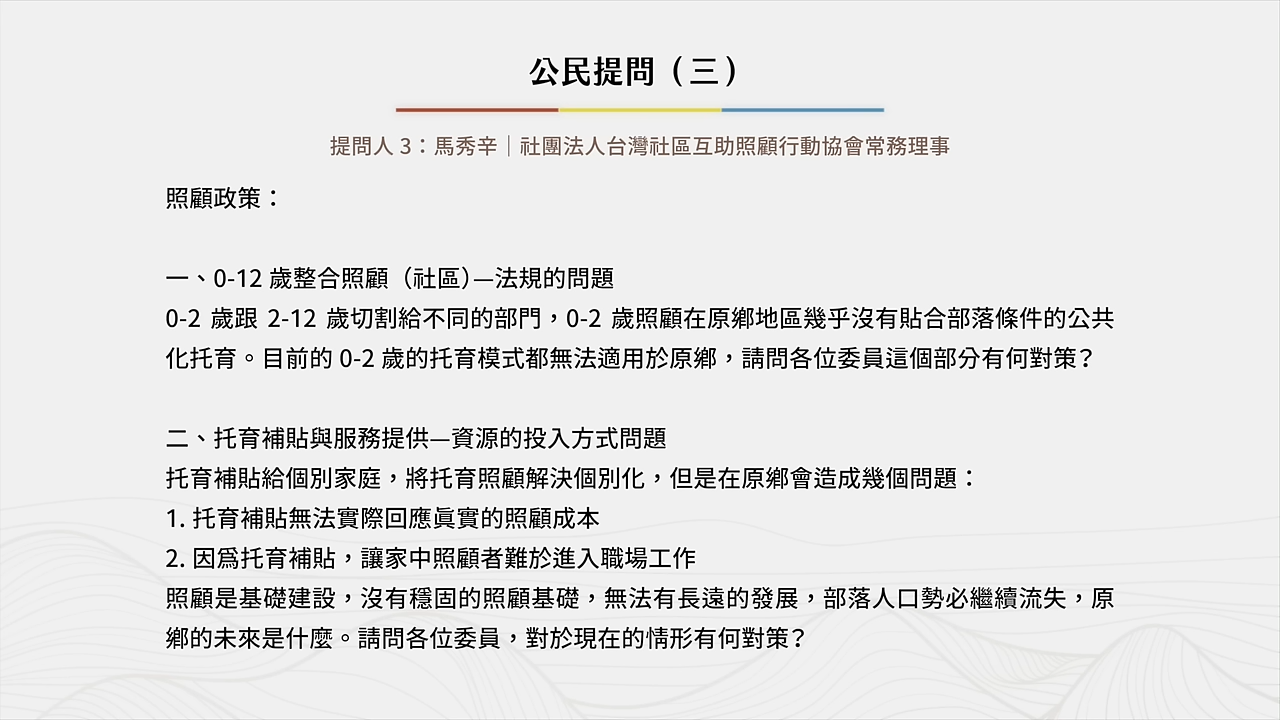 公民提問（三）
提問人 3：馬秀辛｜社團法人台灣社區互助照顧行動協會常務理事
照顧政策：
一、0-12 歲整合照顧（社區）—法規的問題
0-2 歲跟 2-12 歲切割給不同的部門，0-2 歲照顧在原鄉地區幾乎沒有貼合部落條件的公共
化托育。目前的 0-2 歲的托育模式都無法適用於原鄉，請問各位委員這個部分有何對策？
二、托育補貼與服務提供—資源的投入方式問題
托育補貼給個別家庭，將托育照顧解決個別化，但是在原鄉會造成幾個問題：
1. 托育補貼無法實際回應真實的照顧成本
2. 因為托育補貼，讓家中照顧者難於進入職場工作
照顧是基礎建設，沒有穩固的照顧基礎，無法有長遠的發展，部落人口勢必繼續流失，原
鄉的未來是什麼。請問各位委員，對於現在的情形有何對策？